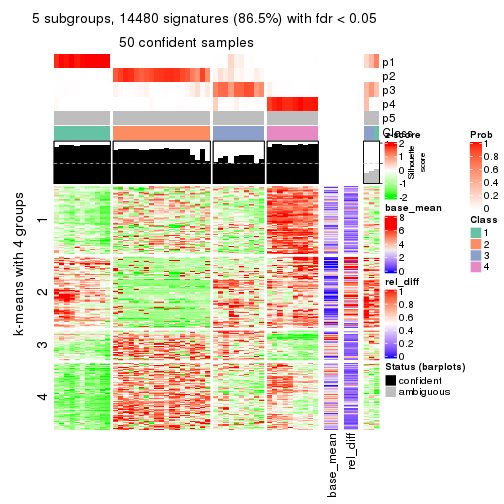 5 subgroups, 14480 signatures (86.5%) with fdr < 0.05
50 confident samples
p1
p2
p3
p4
p5
Class
z-score
2
1
0
-1
-2
Silhouette
score
Prob
1
0.8
0.6
0.4
0.2
0
base_mean
8
6
4
2
0
Class
1
2
3
4
rel_diff
1
0.8
0.6
0.4
0.2
0
Status (barplots)
confident
ambiguous
k-means with 4 groups
1
2
3
4
base_mean
rel_diff